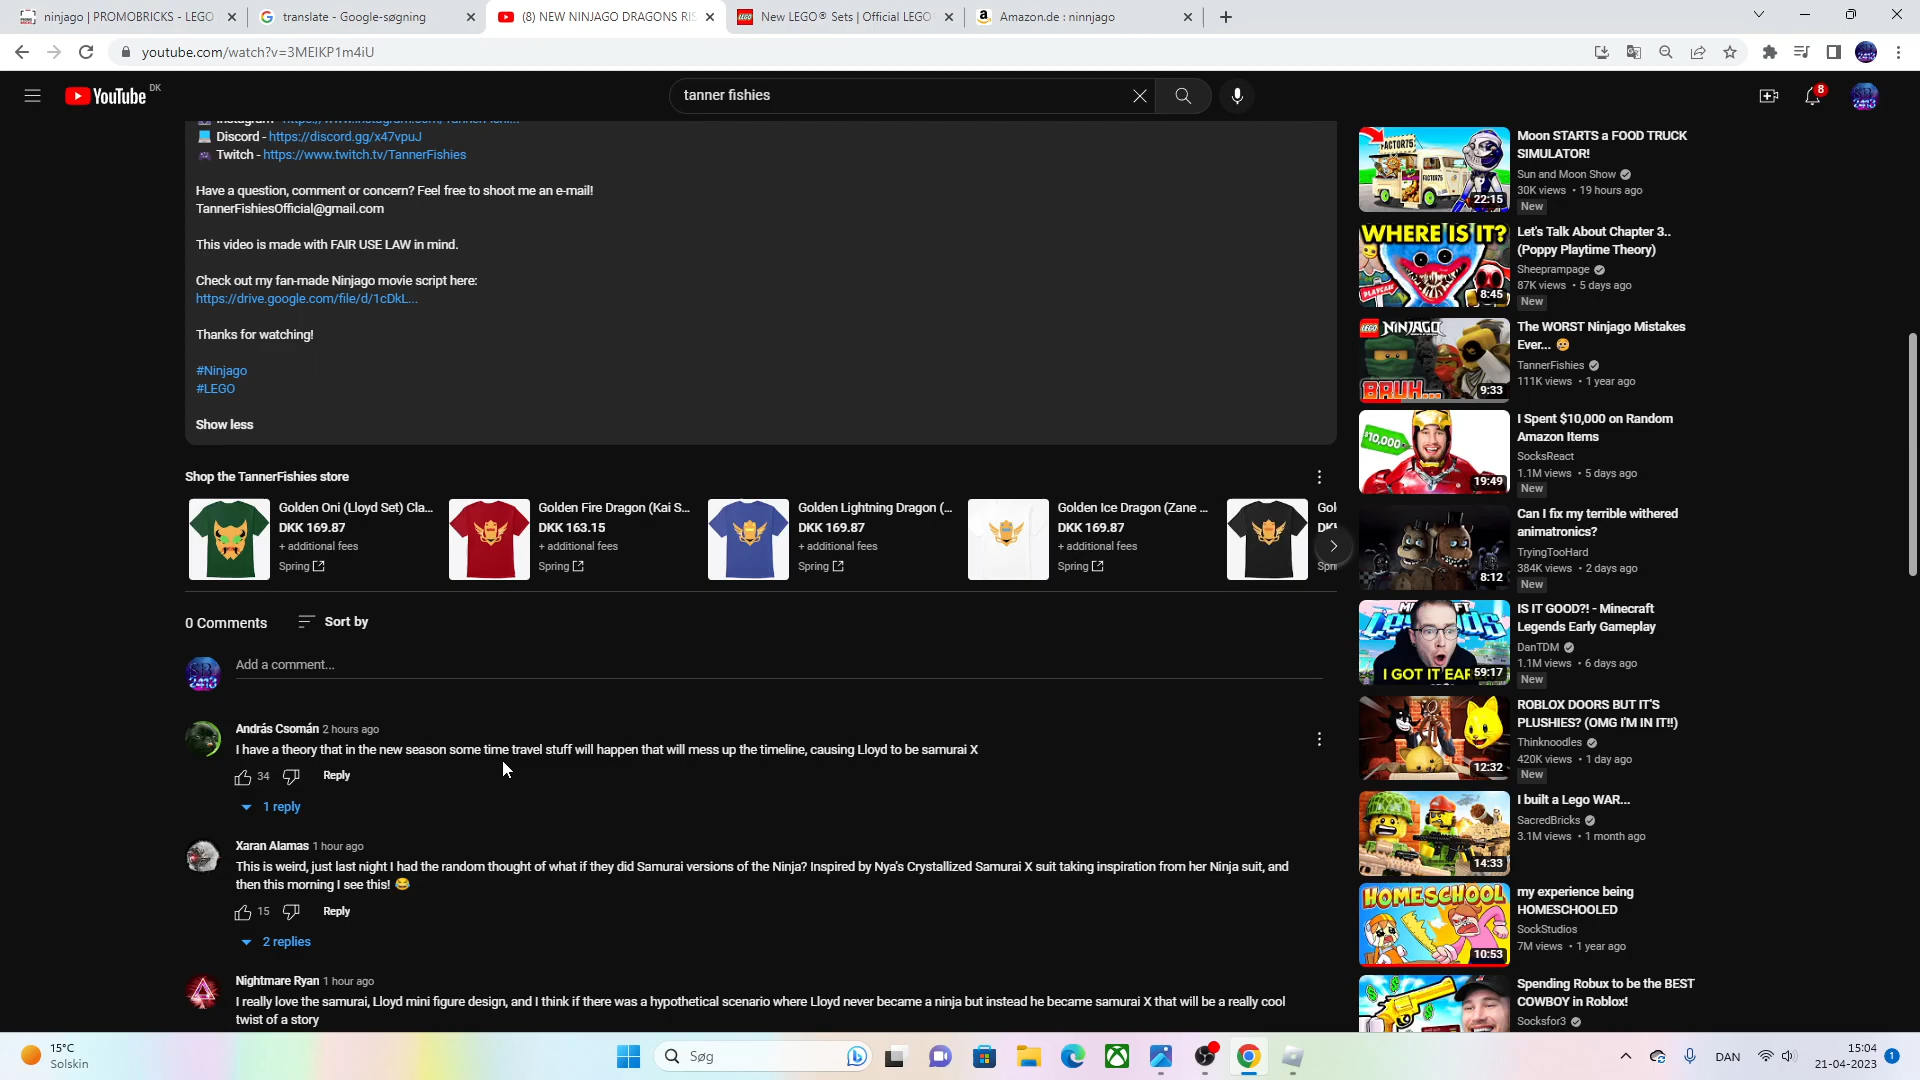 ninjago | PROMOBRICKS - LEGO
translate - Google-søgning
(8) NEW NINJAGO DRAGONS RIS
New LEGO® Sets | Official LEGO
Amazon.de : ninnjago
youtube.com/watch?v=3MEIKP1m4iU
YouTube DK
tanner fishies
8
Discord - https://discord.gg/x47vpuJ
Twitch - https://www.twitch.tv/TannerFishies
Have a question, comment or concern? Feel free to shoot me an e-mail!
TannerFishiesOfficial@gmail.com
This video is made with FAIR USE LAW in mind.
Check out my fan-made Ninjago movie script here:
https://drive.google.com/file/d/1cDkL...
Thanks for watching!
#Ninjago
#LEGO
Show less
Shop the TannerFishies store
Golden Oni (Lloyd Set) Cla...
DKK 169.87
+ additional fees
Spring
Golden Fire Dragon (Kai S...
DKK 163.15
+ additional fees
Spring
Golden Lightning Dragon (...
DKK 169.87
+ additional fees
Spring
Golden Ice Dragon (Zane ...
DKK 169.87
+ additional fees
Spring
0 Comments
Sort by
Add a comment...
András Csomán 2 hours ago
I have a theory that in the new season some time travel stuff will happen that will mess up the timeline, causing Lloyd to be samurai X
34
Reply
1 reply
Xaran Alamas 1 hour ago
This is weird, just last night I had the random thought of what if they did Samurai versions of the Ninja? Inspired by Nya's Crystallized Samurai X suit taking inspiration from her Ninja suit, and
then this morning I see this! 😂
15
Reply
2 replies
Nightmare Ryan 1 hour ago
I really love the samurai, Lloyd mini figure design, and I think if there was a hypothetical scenario where Lloyd never became a ninja but instead he became samurai X that will be a really cool
twist of a story
FACTOR75
22:15
Moon STARTS a FOOD TRUCK
SIMULATOR!
Sun and Moon Show
30K views • 19 hours ago
New
WHERE IS IT?
8:45
Let's Talk About Chapter 3..
(Poppy Playtime Theory)
Sheeprampage
87K views • 5 days ago
New
LEGO NINJAGO
BRUH...
9:33
The WORST Ninjago Mistakes
Ever... 😳
TannerFishies
111K views • 1 year ago
$10,000
19:49
I Spent $10,000 on Random
Amazon Items
SocksReact
1.1M views • 5 days ago
New
8:12
Can I fix my terrible withered
animatronics?
TryingTooHard
384K views • 2 days ago
New
I GOT IT EAR
59:17
IS IT GOOD?! - Minecraft
Legends Early Gameplay
DanTDM
1.1M views • 6 days ago
New
12:32
ROBLOX DOORS BUT IT'S
PLUSHIES? (OMG I'M IN IT!!)
Thinknoodles
420K views • 1 day ago
New
14:33
I built a Lego WAR...
SacredBricks
3.1M views • 1 month ago
HOMESCHOOL
10:53
my experience being
HOMESCHOOLED
SockStudios
7M views • 1 year ago
Spending Robux to be the BEST
COWBOY in Roblox!
Socksfor3
15°C
Solskin
Søg
DAN
15:04
21-04-2023
1